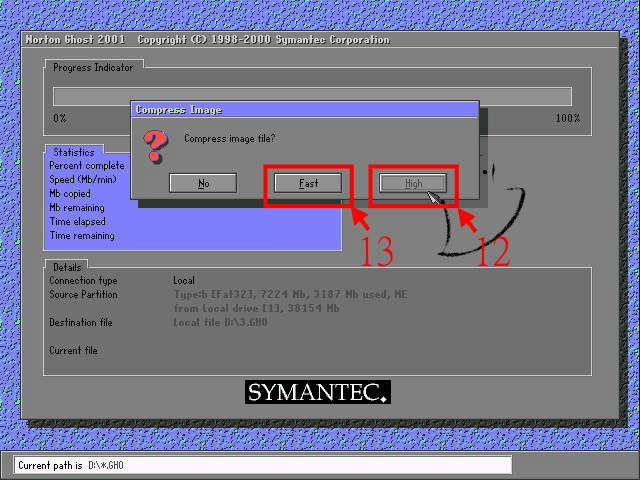 Norton Ghost 2001   Copyright (C) 1998-2000 Symantec Corporation
Progress Indicator
0%
100%
Compress Image
Compress image file?
No
Fast
High
13
12
Statistics
Percent complete
Speed (Mb/min)
Mb copied
Mb remaining
Time elapsed
Time remaining
Details
Connection type Local
Source Partition Type:b [Fat32], 7224 Mb, 3187 Mb used, ME
from Local drive [1], 38154 Mb
Destination file Local file D:\3.GHO
Current file
SYMANTEC.
Current path is D:\*.GHO